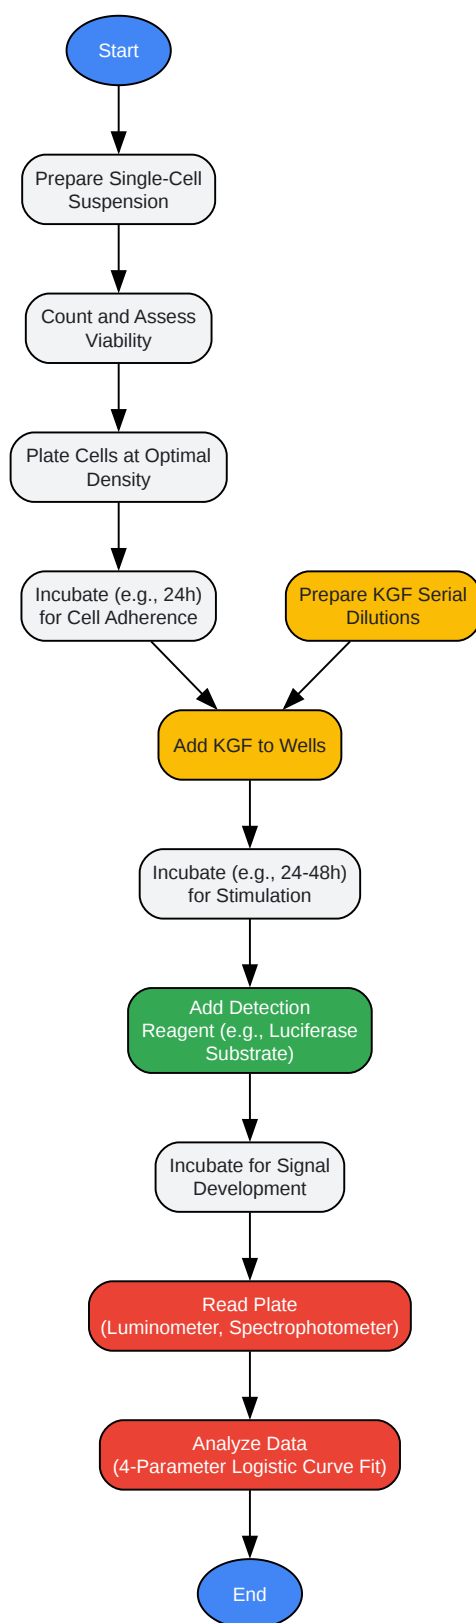 Start
Prepare Single-Cell
Suspension
Count and Assess
Viability
Plate Cells at Optimal
Density
Incubate (e.g., 24h)
for Cell Adherence
Prepare KGF Serial
Dilutions
Add KGF to Wells
Incubate (e.g., 24-48h)
for Stimulation
Add Detection
Reagent (e.g., Luciferase
Substrate)
Incubate for Signal
Development
Read Plate
(Luminometer, Spectrophotometer)
Analyze Data
(4-Parameter Logistic Curve Fit)
End